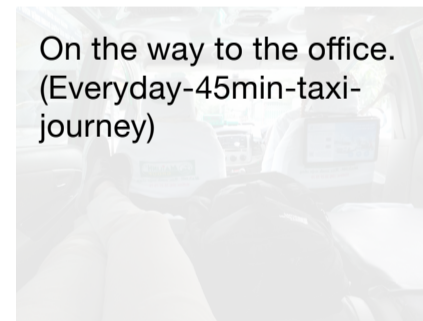 On the way to the office.
(Everyday-45min-taxi-
journey)